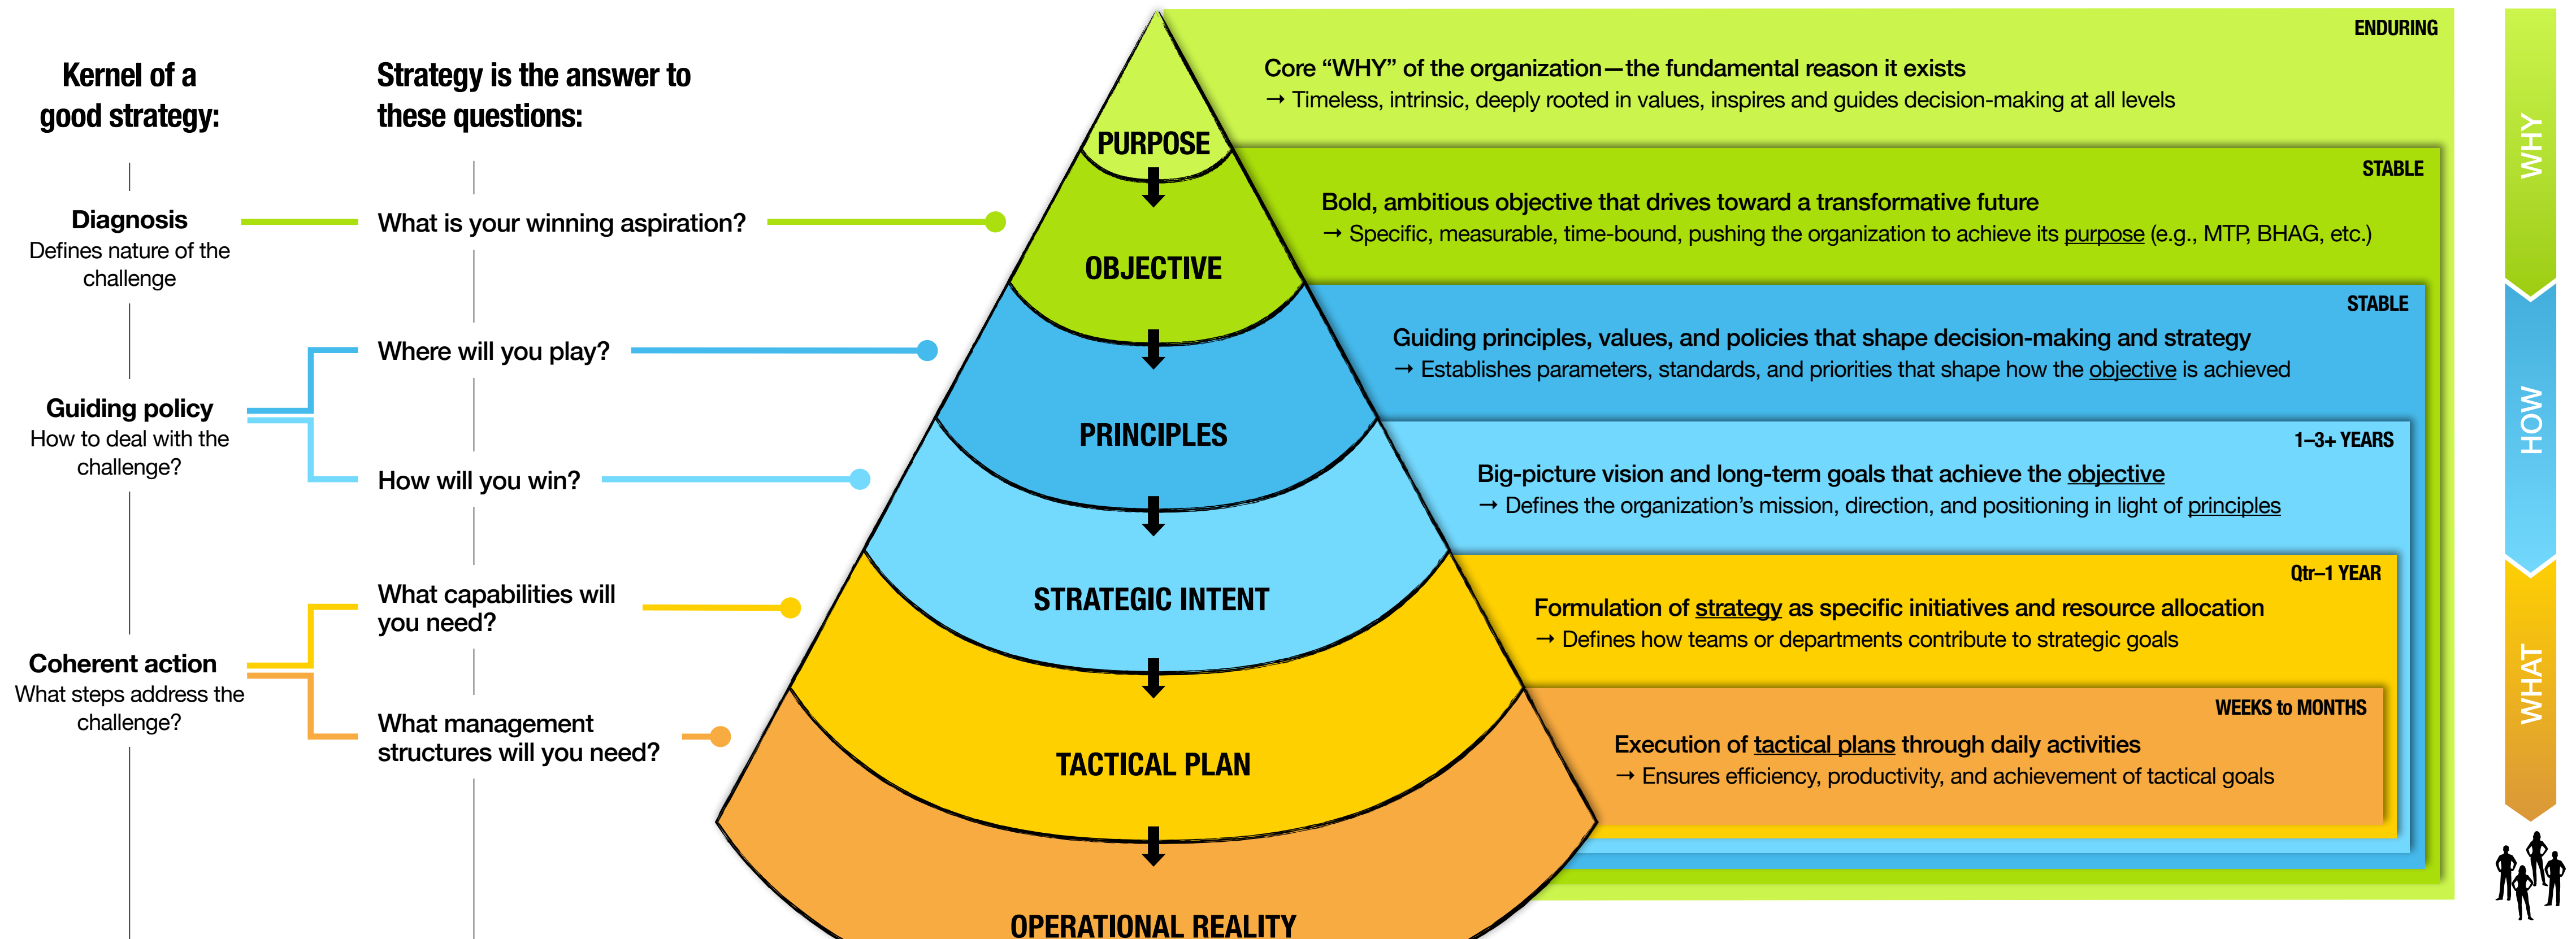 Kernel of a
good strategy:
Diagnosis
Defines nature of the
challenge
Guiding policy
How to deal with the
challenge?
Coherent action
What steps address the
challenge?
Strategy is the answer to
these questions:
What is your winning aspiration?
Where will you play?
How will you win?
What capabilities will
you need?
What management
structures will you need?
PURPOSE
OBJECTIVE
PRINCIPLES
STRATEGIC INTENT
TACTICAL PLAN
OPERATIONAL REALITY
ENDURING
Core “WHY” of the organization—the fundamental reason it exists
→ Timeless, intrinsic, deeply rooted in values, inspires and guides decision-making at all levels
STABLE
Bold, ambitious objective that drives toward a transformative future
→ Specific, measurable, time-bound, pushing the organization to achieve its purpose (e.g., MTP, BHAG, etc.)
STABLE
Guiding principles, values, and policies that shape decision-making and strategy
→ Establishes parameters, standards, and priorities that shape how the objective is achieved
1–3+ YEARS
Big-picture vision and long-term goals that achieve the objective
→ Defines the organization’s mission, direction, and positioning in light of principles
Qtr–1 YEAR
Formulation of strategy as specific initiatives and resource allocation
→ Defines how teams or departments contribute to strategic goals
WEEKS to MONTHS
Execution of tactical plans through daily activities
→ Ensures efficiency, productivity, and achievement of tactical goals
WHY
HOW
WHAT